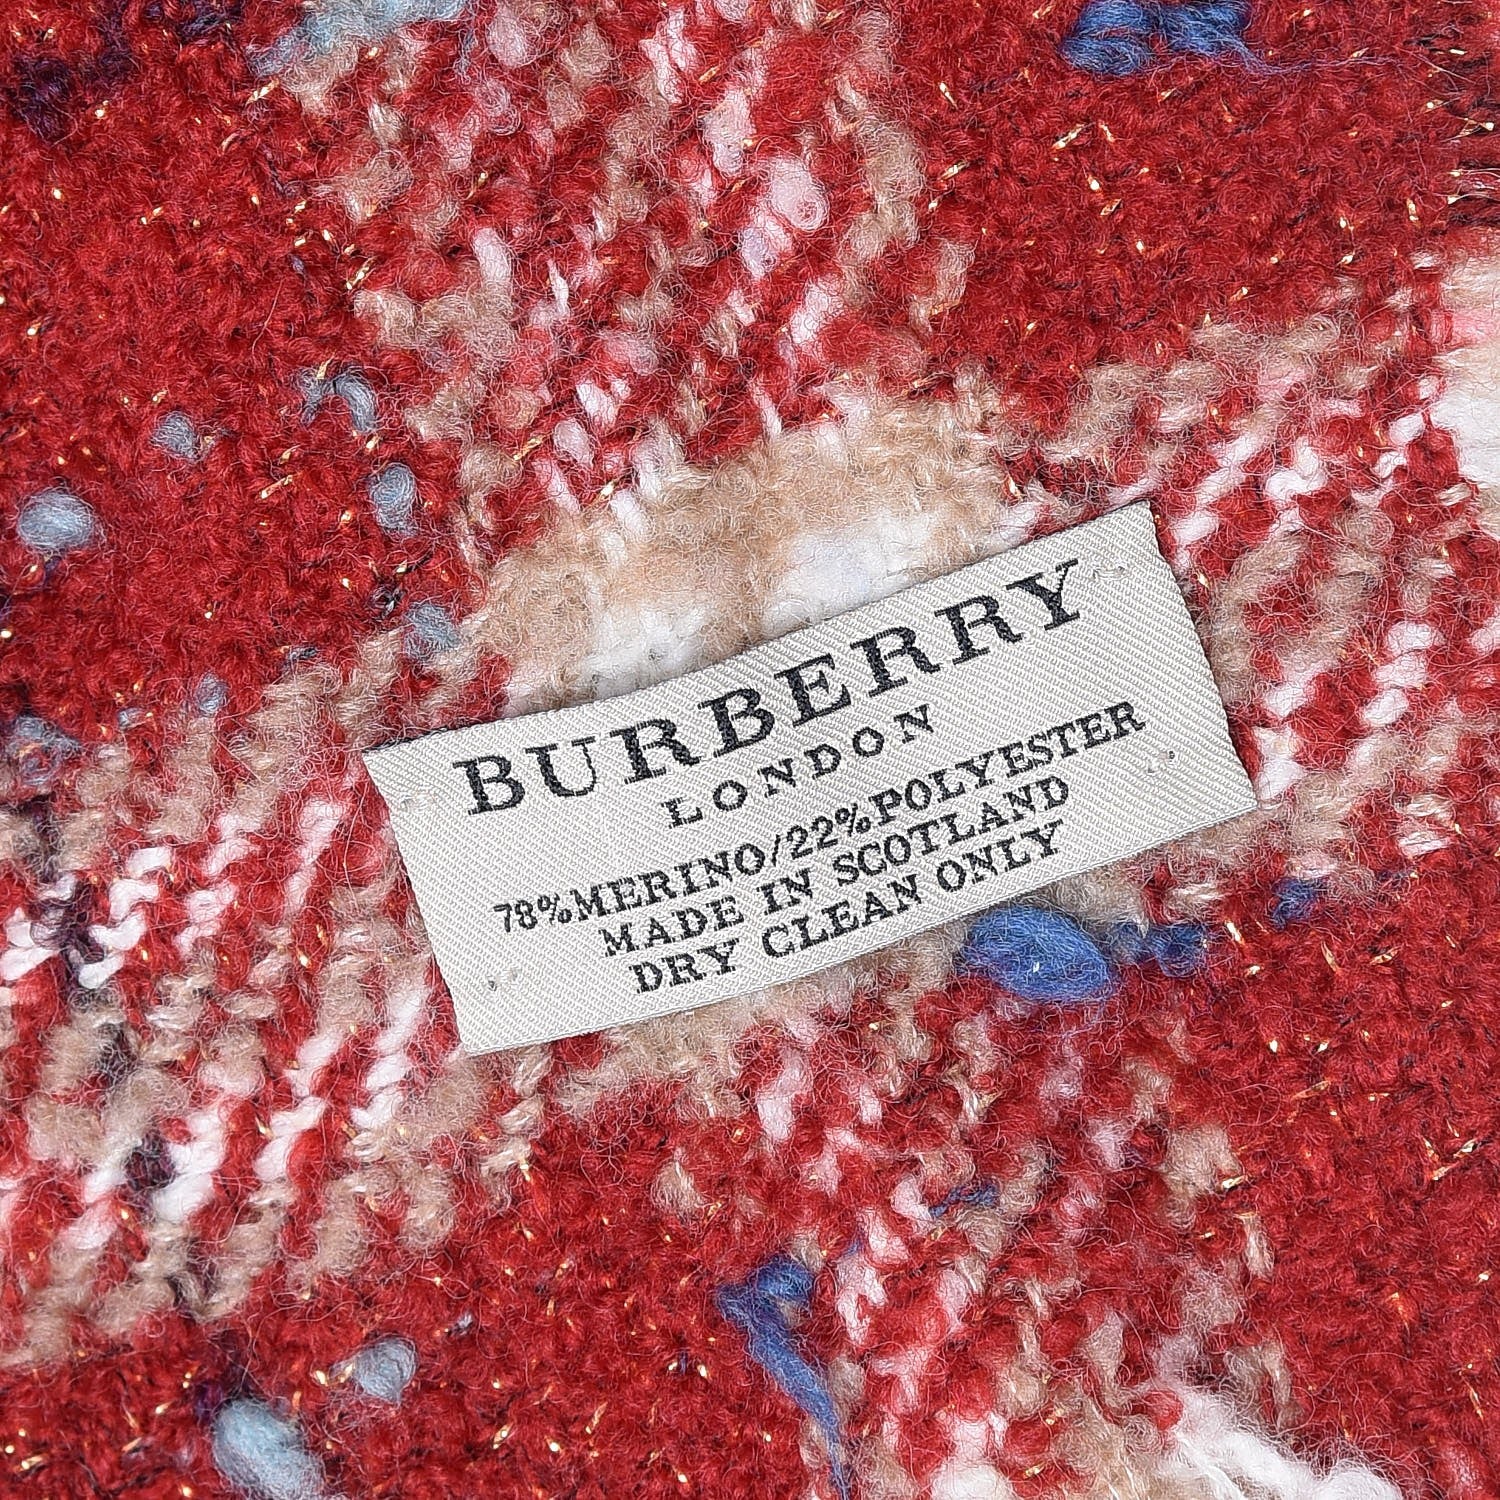 BURBERRY
LONDON
78%MERINO/22%POLYESTER
MADE IN SCOTLAND
DRY CLEAN ONLY